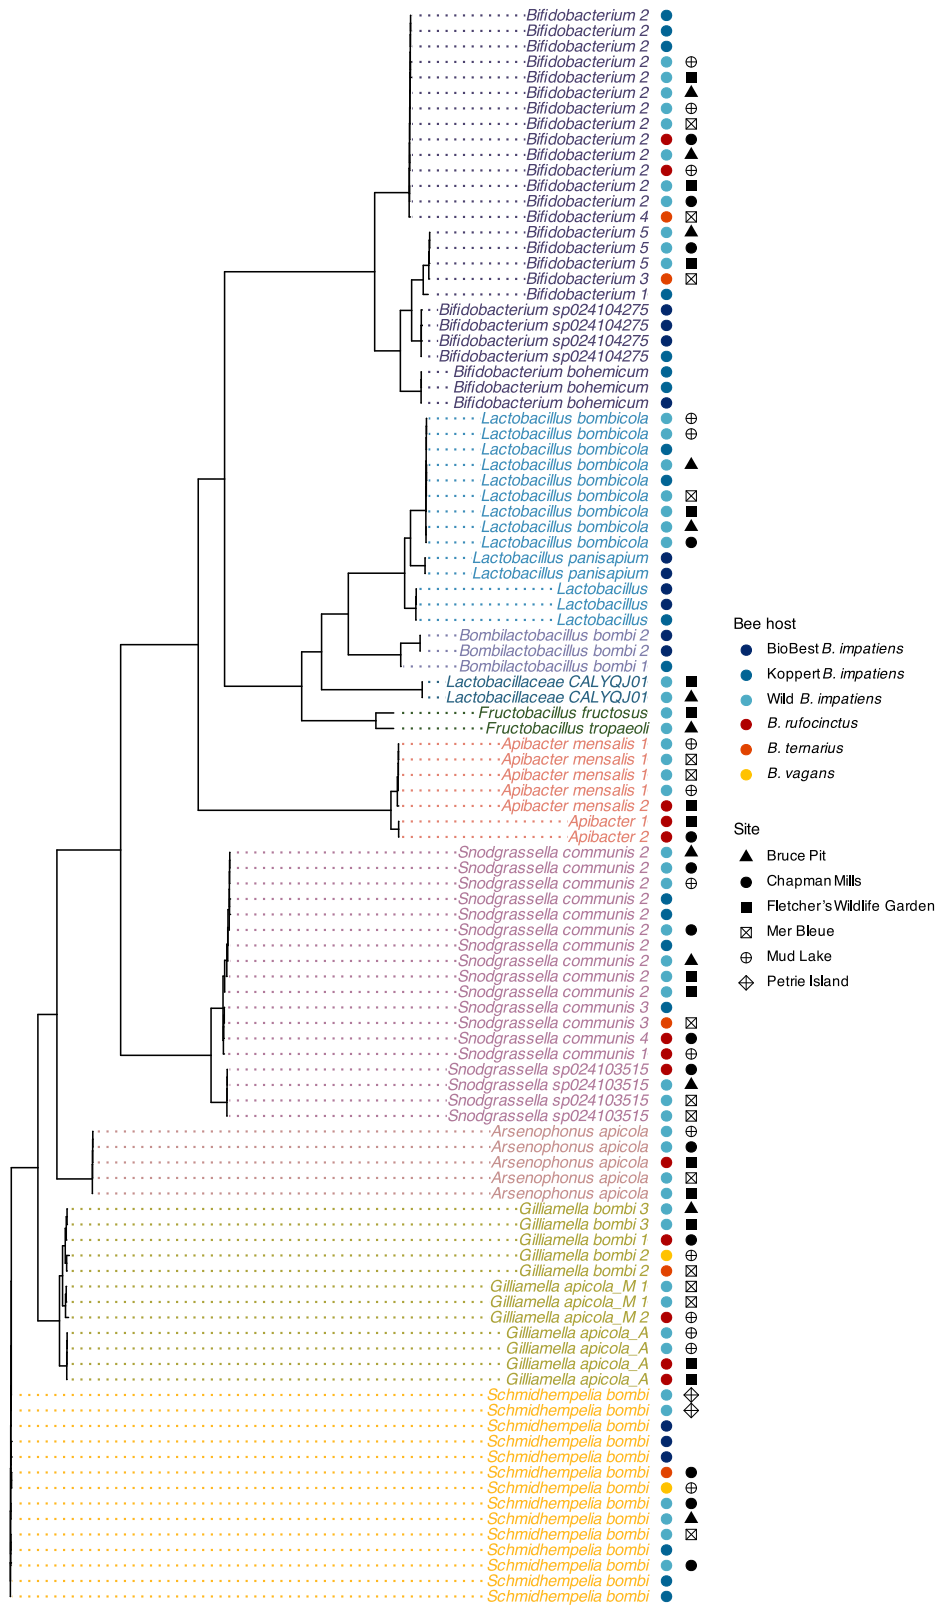 Bifidobacterium 2
Bifidobacterium 2
Bifidobacterium 2
Bifidobacterium 2
Bifidobacterium 2
Bifidobacterium 2
Bifidobacterium 2
Bifidobacterium 2
Bifidobacterium 2
Bifidobacterium 2
Bifidobacterium 2
Bifidobacterium 2
Bifidobacterium 2
Bifidobacterium 4
Bifidobacterium 5
Bifidobacterium 5
Bifidobacterium 5
Bifidobacterium 3
Bifidobacterium 1
Bifidobacterium sp024104275
Bifidobacterium sp024104275
Bifidobacterium sp024104275
Bifidobacterium sp024104275
Bifidobacterium bohemicum
Bifidobacterium bohemicum
Bifidobacterium bohemicum
Lactobacillus bombicola
Lactobacillus bombicola
Lactobacillus bombicola
Lactobacillus bombicola
Lactobacillus bombicola
Lactobacillus bombicola
Lactobacillus bombicola
Lactobacillus bombicola
Lactobacillus bombicola
Lactobacillus panisapium
Lactobacillus panisapium
Lactobacillus
Lactobacillus
Lactobacillus
Bombilactobacillus bombi 2
Bombilactobacillus bombi 2
Bombilactobacillus bombi 1
Lactobacillaceae CALYQJ01
Lactobacillaceae CALYQJ01
Fructobacillus fructosus
Fructobacillus tropaeoli
Apibacter mensalis 1
Apibacter mensalis 1
Apibacter mensalis 1
Apibacter mensalis 1
Apibacter mensalis 2
Apibacter 1
Apibacter 2
Snodgrassella communis 2
Snodgrassella communis 2
Snodgrassella communis 2
Snodgrassella communis 2
Snodgrassella communis 2
Snodgrassella communis 2
Snodgrassella communis 2
Snodgrassella communis 2
Snodgrassella communis 2
Snodgrassella communis 2
Snodgrassella communis 3
Snodgrassella communis 3
Snodgrassella communis 4
Snodgrassella communis 1
Snodgrassella sp024103515
Snodgrassella sp024103515
Snodgrassella sp024103515
Snodgrassella sp024103515
Arsenophonus apicola
Arsenophonus apicola
Arsenophonus apicola
Arsenophonus apicola
Arsenophonus apicola
Gilliamella bombi 3
Gilliamella bombi 3
Gilliamella bombi 1
Gilliamella bombi 2
Gilliamella bombi 2
Gilliamella apicola_M 1
Gilliamella apicola_M 1
Gilliamella apicola_M 2
Gilliamella apicola_A
Gilliamella apicola_A
Gilliamella apicola_A
Gilliamella apicola_A
Schmidhempelia bombi
Schmidhempelia bombi
Schmidhempelia bombi
Schmidhempelia bombi
Schmidhempelia bombi
Schmidhempelia bombi
Schmidhempelia bombi
Schmidhempelia bombi
Schmidhempelia bombi
Schmidhempelia bombi
Schmidhempelia bombi
Schmidhempelia bombi
Schmidhempelia bombi
Schmidhempelia bombi
Bee host
BioBest B. impatiens
Koppert B. impatiens
Wild B. impatiens
B. rufocinctus
B. ternarius
B. vagans
Site
Bruce Pit
Chapman Mills
Fletcher's Wildlife Garden
Mer Bleue
Mud Lake
Petrie Island